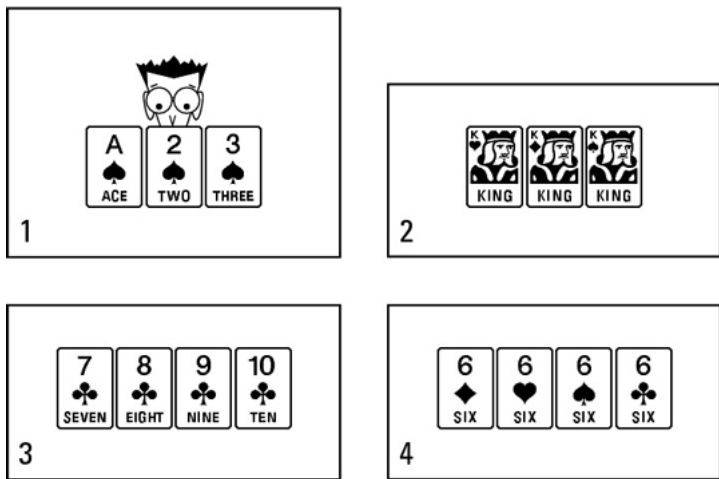 A 2 3
ACE TWO THREE
1
K K K
KING KING KING
2
7 8 9 10
SEVEN EIGHT NINE TEN
3
6 6 6 6
SIX SIX SIX SIX
4